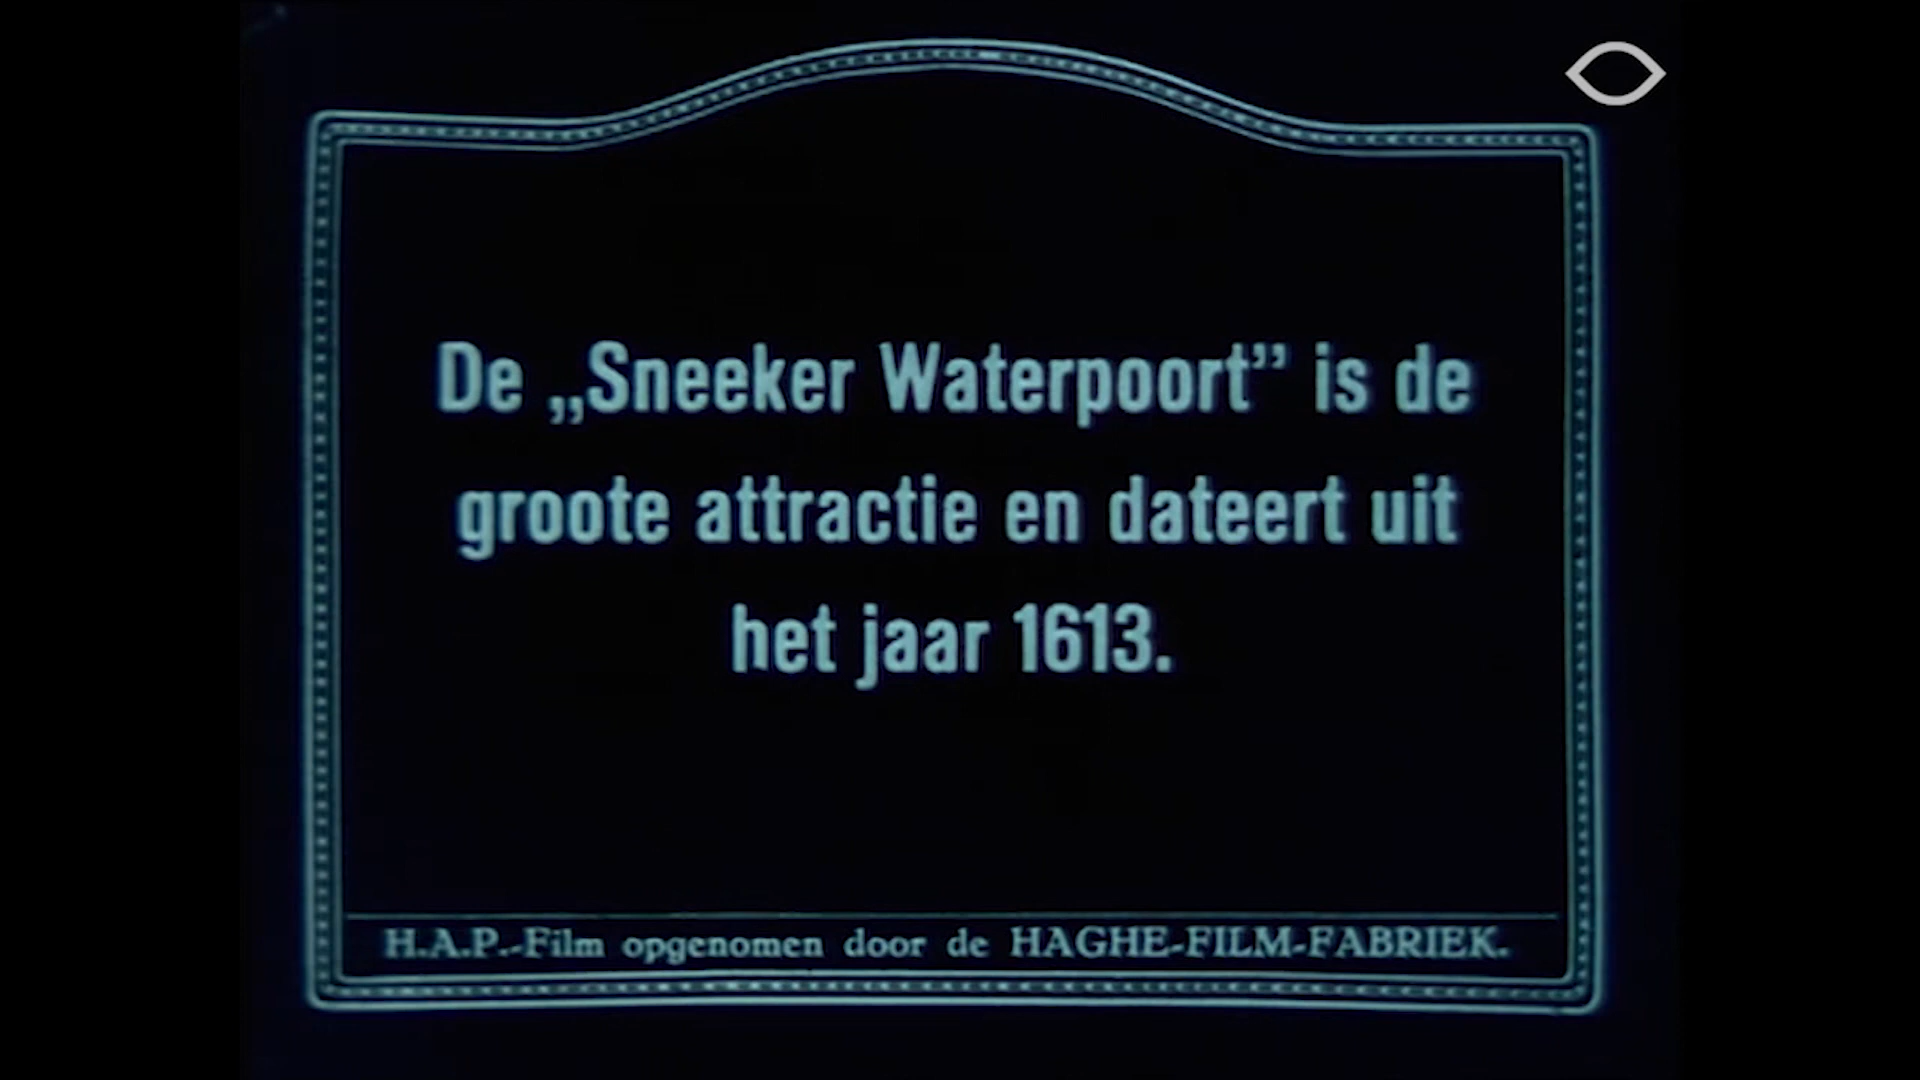 De „Sneeker Waterpoort” is de
groote attractie en dateert uit
het jaar 1613.
H.A.P.-Film opgenomen door de HAGHE-FILM-FABRIEK.